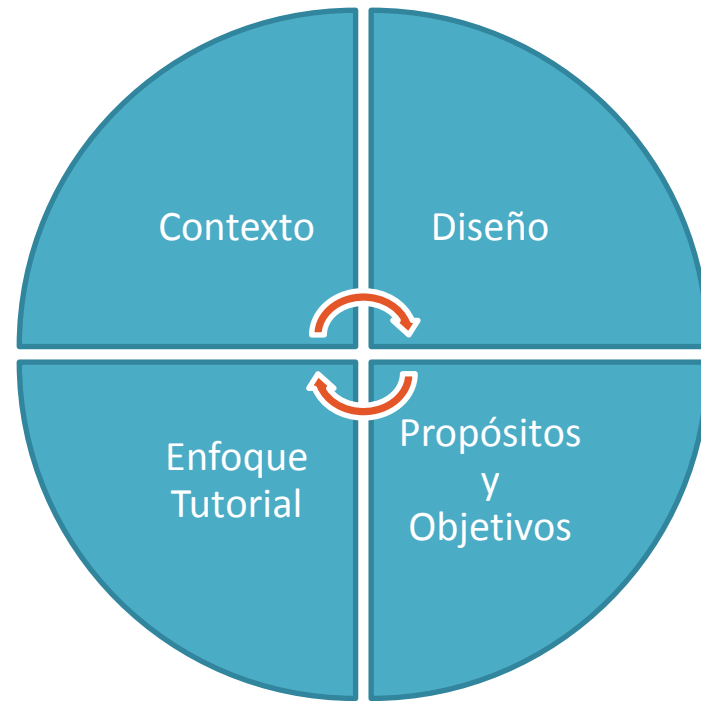 Contexto
Diseño
Enfoque
Tutorial
Propósitos
y
Objetivos